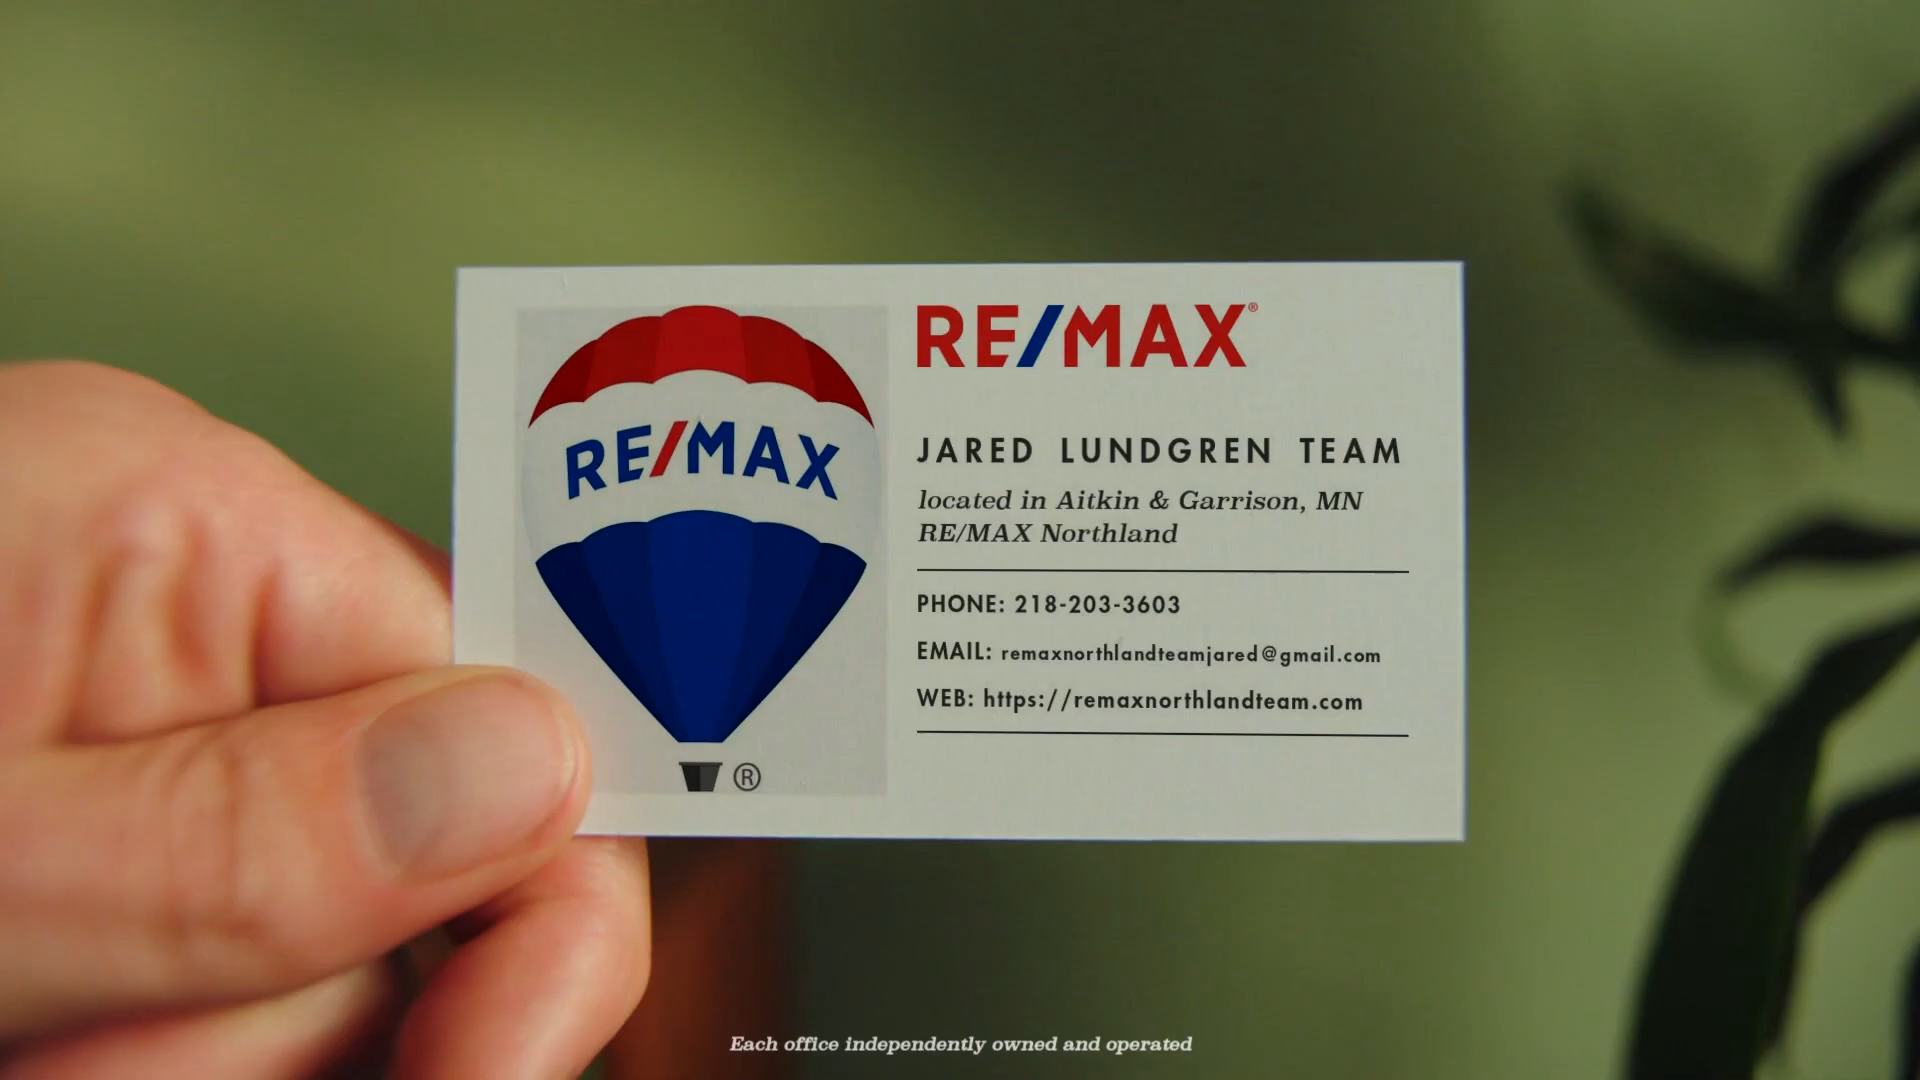 RE/MAX
RE/MAX®
JARED LUNDGREN TEAM
located in Aitkin & Garrison, MN
RE/MAX Northland
PHONE: 218-203-3603
EMAIL: remaxnorthlandteamjared@gmail.com
WEB: https://remaxnorthlandteam.com
®
Each office independently owned and operated